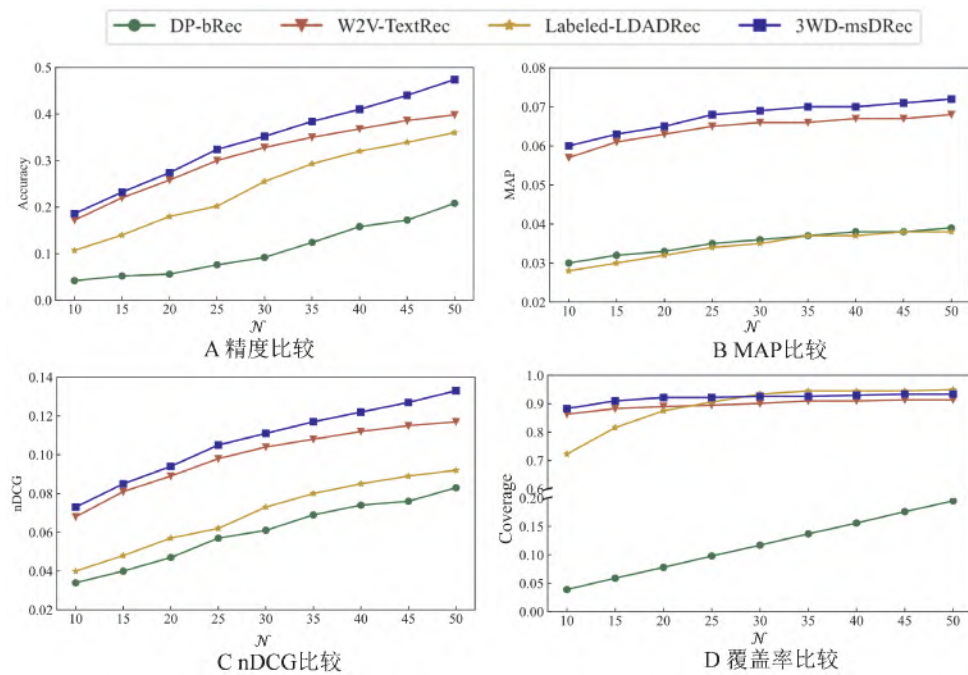 DP-bRec W2V-TextRec Labeled-LDADRec 3WD-msDRec
0.5
0.4
0.3
0.2
0.1
0.0
Accuracy
10 15 20 25 30 35 40 45 50
𝒩
A 精度比较
0.08
0.07
0.06
0.05
0.04
0.03
0.02
MAP
10 15 20 25 30 35 40 45 50
𝒩
B MAP比较
0.14
0.12
0.10
0.08
0.06
0.04
0.02
nDCG
10 15 20 25 30 35 40 45 50
𝒩
C nDCG比较
1.0
0.9
0.8
0.7
0.6
0.20
0.15
0.10
0.05
0.00
Coverage
10 15 20 25 30 35 40 45 50
𝒩
D 覆盖率比较